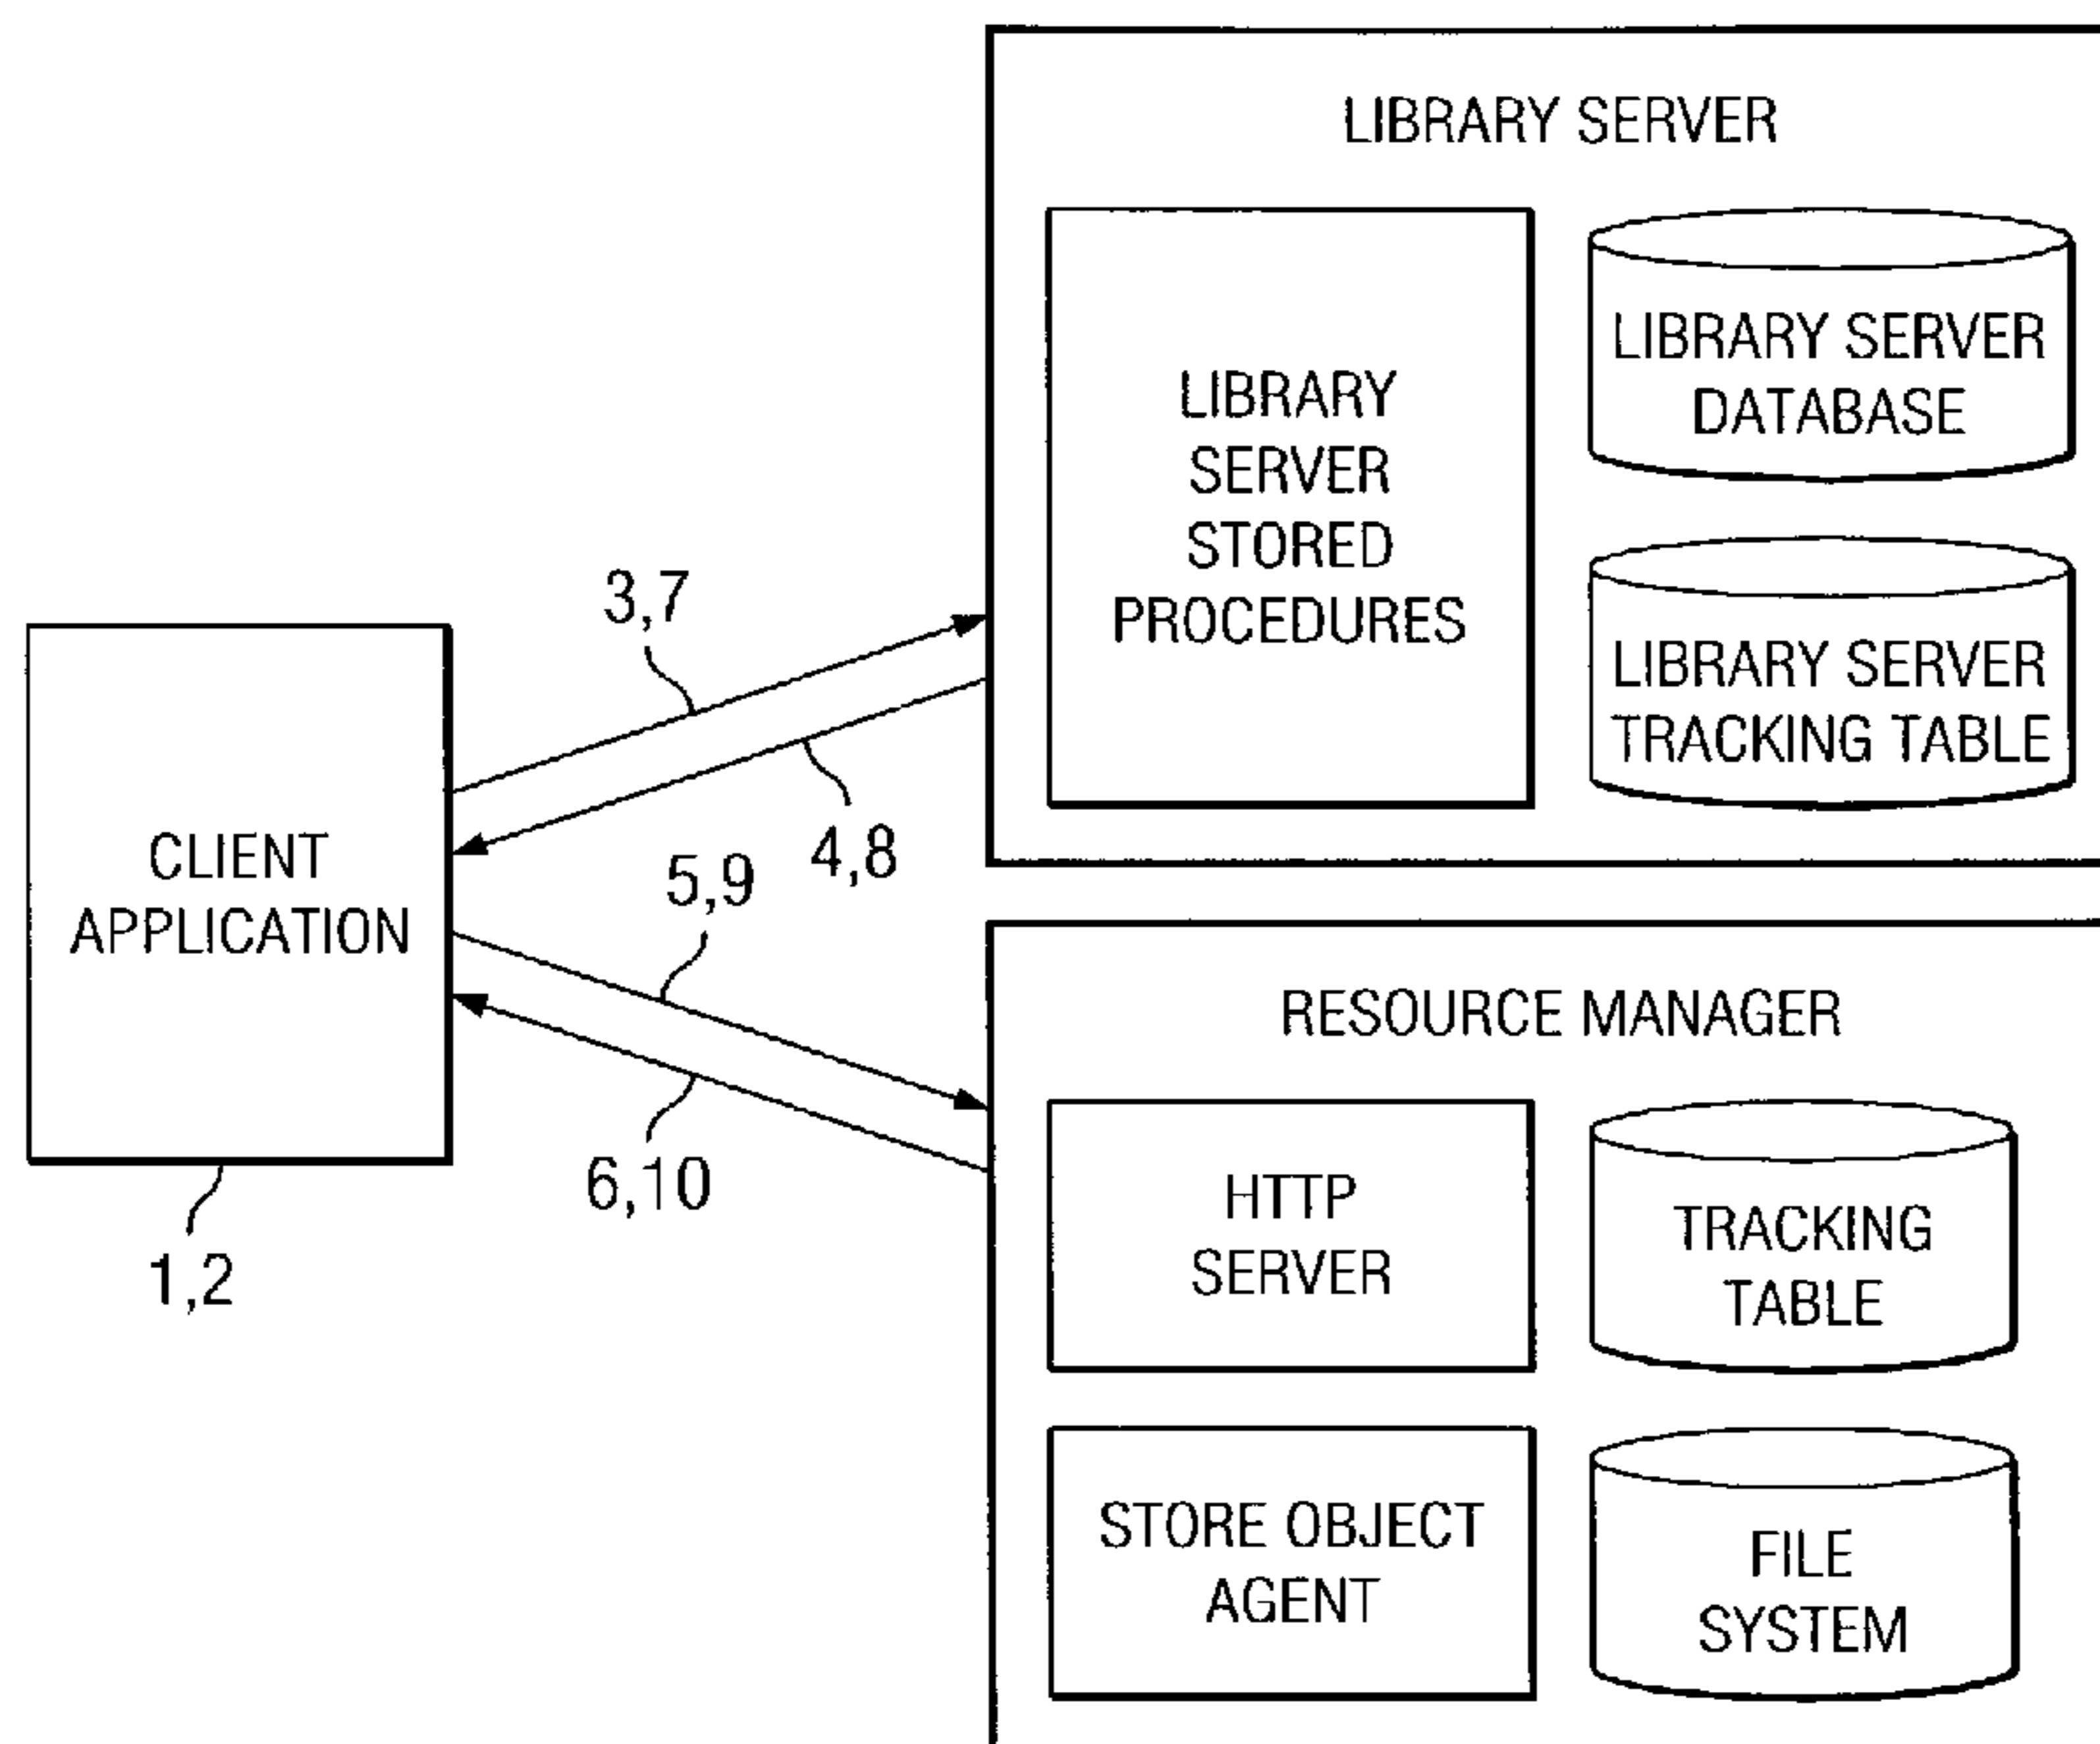 LIBRARY SERVER
LIBRARY
SERVER
STORED
PROCEDURES
LIBRARY SERVER
DATABASE
LIBRARY SERVER
TRACKING TABLE
3,7
4,8
CLIENT
APPLICATION
1,2
5,9
6,10
RESOURCE MANAGER
HTTP
SERVER
TRACKING
TABLE
STORE OBJECT
AGENT
FILE
SYSTEM